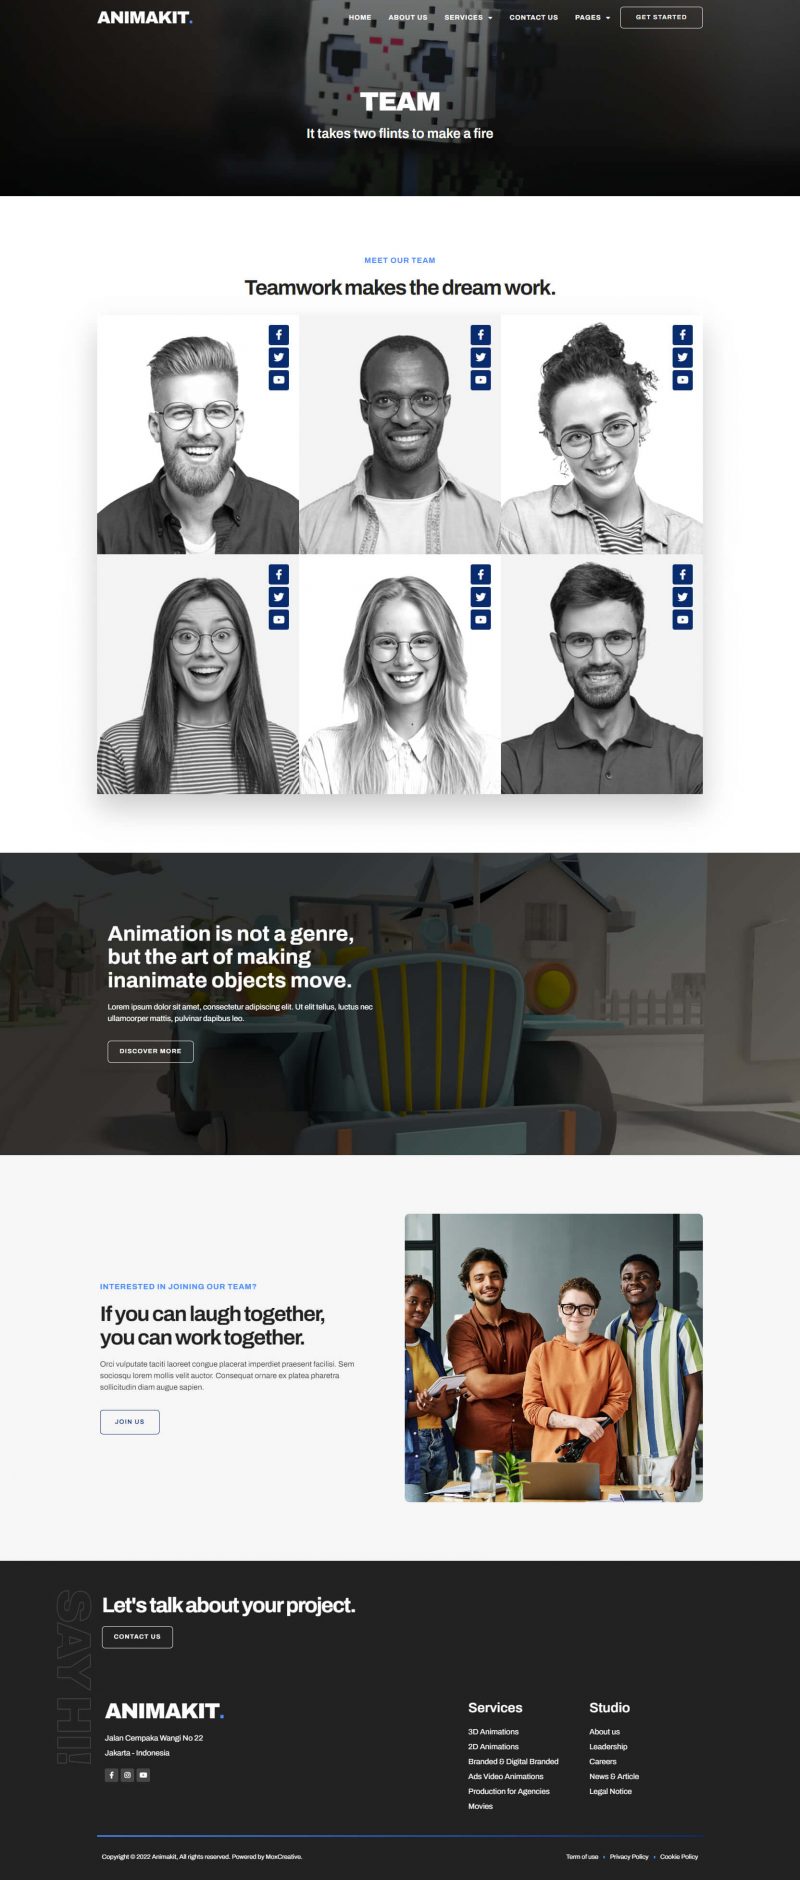 ANIMAKIT.
HOME ABOUT US SERVICES CONTACT US PAGES GET STARTED
TEAM
It takes two flints to make a fire
MEET OUR TEAM
Teamwork makes the dream work.
Animation is not a genre,
but the art of making
inanimate objects move.
Lorem ipsum dolor sit amet, consectetur adipiscing elit. Ut elit tellus, luctus nec
ullamcorper mattis, pulvinar dapibus leo.
DISCOVER MORE
INTERESTED IN JOINING OUR TEAM?
If you can laugh together,
you can work together.
Orci vulputate taciti laoreet congue placerat imperdiet praesent facilisi. Sem
sociosqu lorem mollis velit auctor. Consequat ornare ex platea pharetra
sollicitudin diam augue sapien.
JOIN US
SAY HI!
Let's talk about your project.
CONTACT US
ANIMAKIT.
Jalan Cempaka Wangi No 22
Jakarta - Indonesia
Services
3D Animations
2D Animations
Branded & Digital Branded
Ads Video Animations
Production for Agencies
Movies
Studio
About us
Leadership
Careers
News & Article
Legal Notice
Copyright © 2022 Animakit, All rights reserved. Powered by MoxCreative.
Term of use • Privacy Policy • Cookie Policy